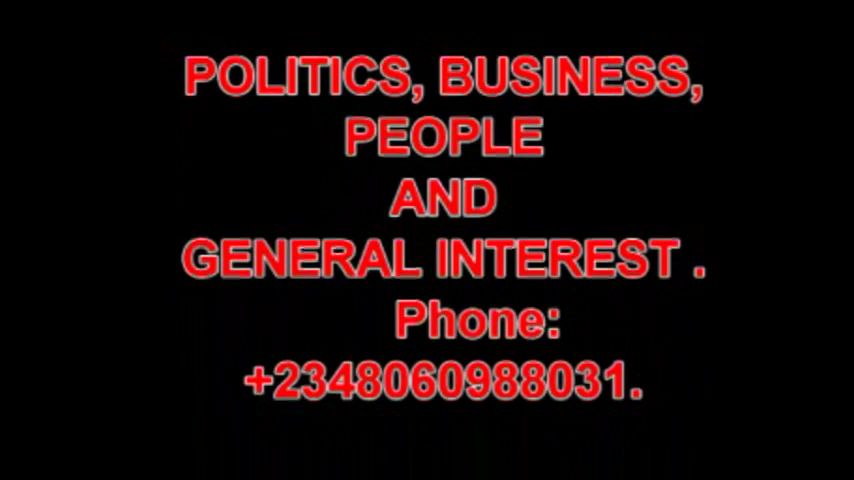 POLITICS, BUSINESS,
PEOPLE
AND
GENERAL INTEREST .
Phone:
+2348060988031.